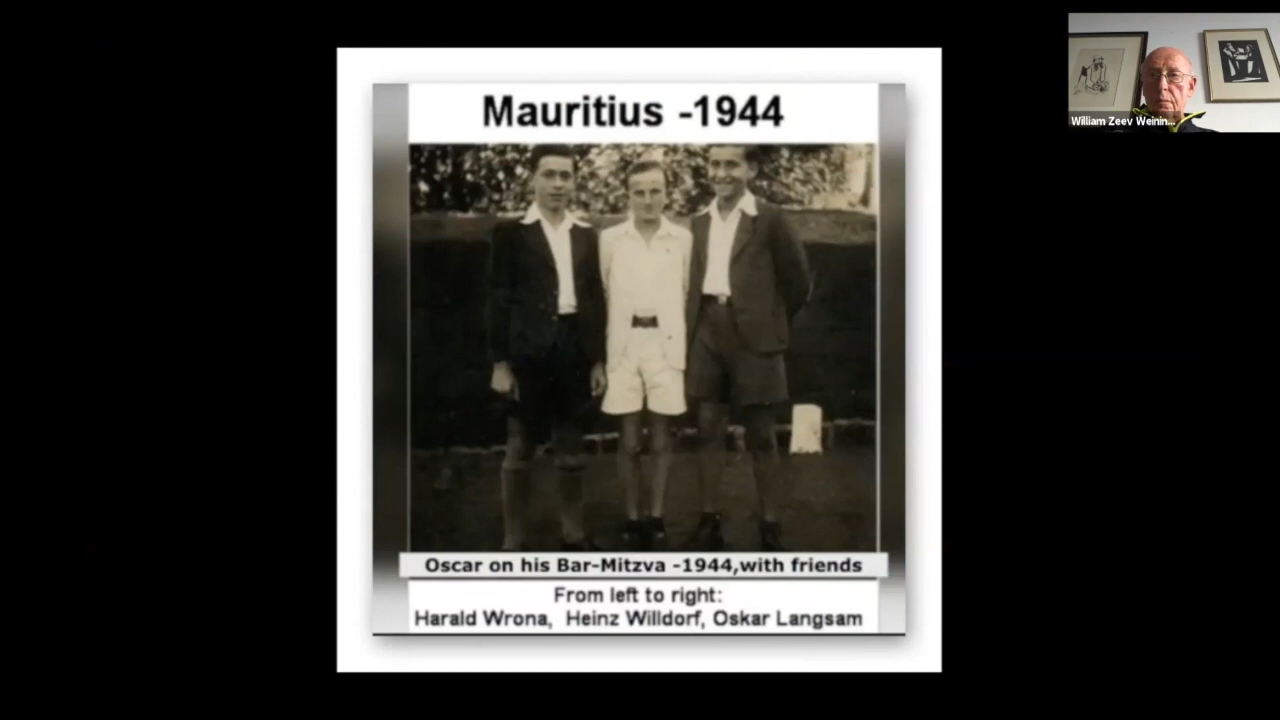 Mauritius -1944
William Zeev Weinin...
Oscar on his Bar-Mitzva -1944,with friends
From left to right:
Harald Wrona, Heinz Willdorf, Oskar Langsam